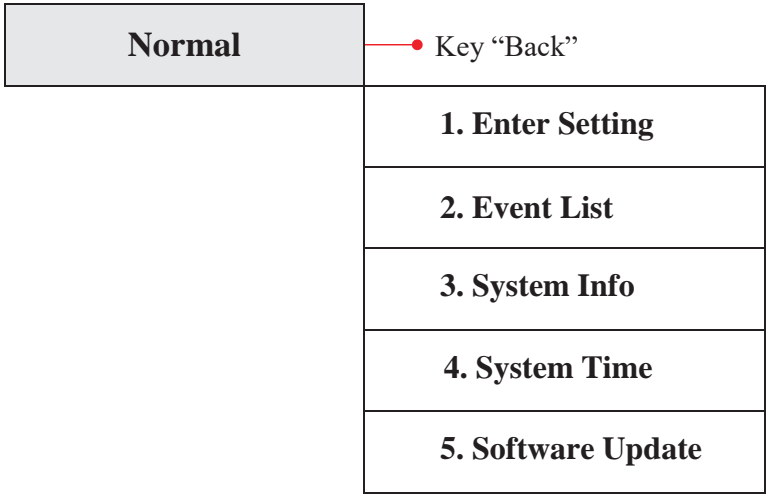 Normal
Key “Back”
1. Enter Setting
2. Event List
3. System Info
4. System Time
5. Software Update